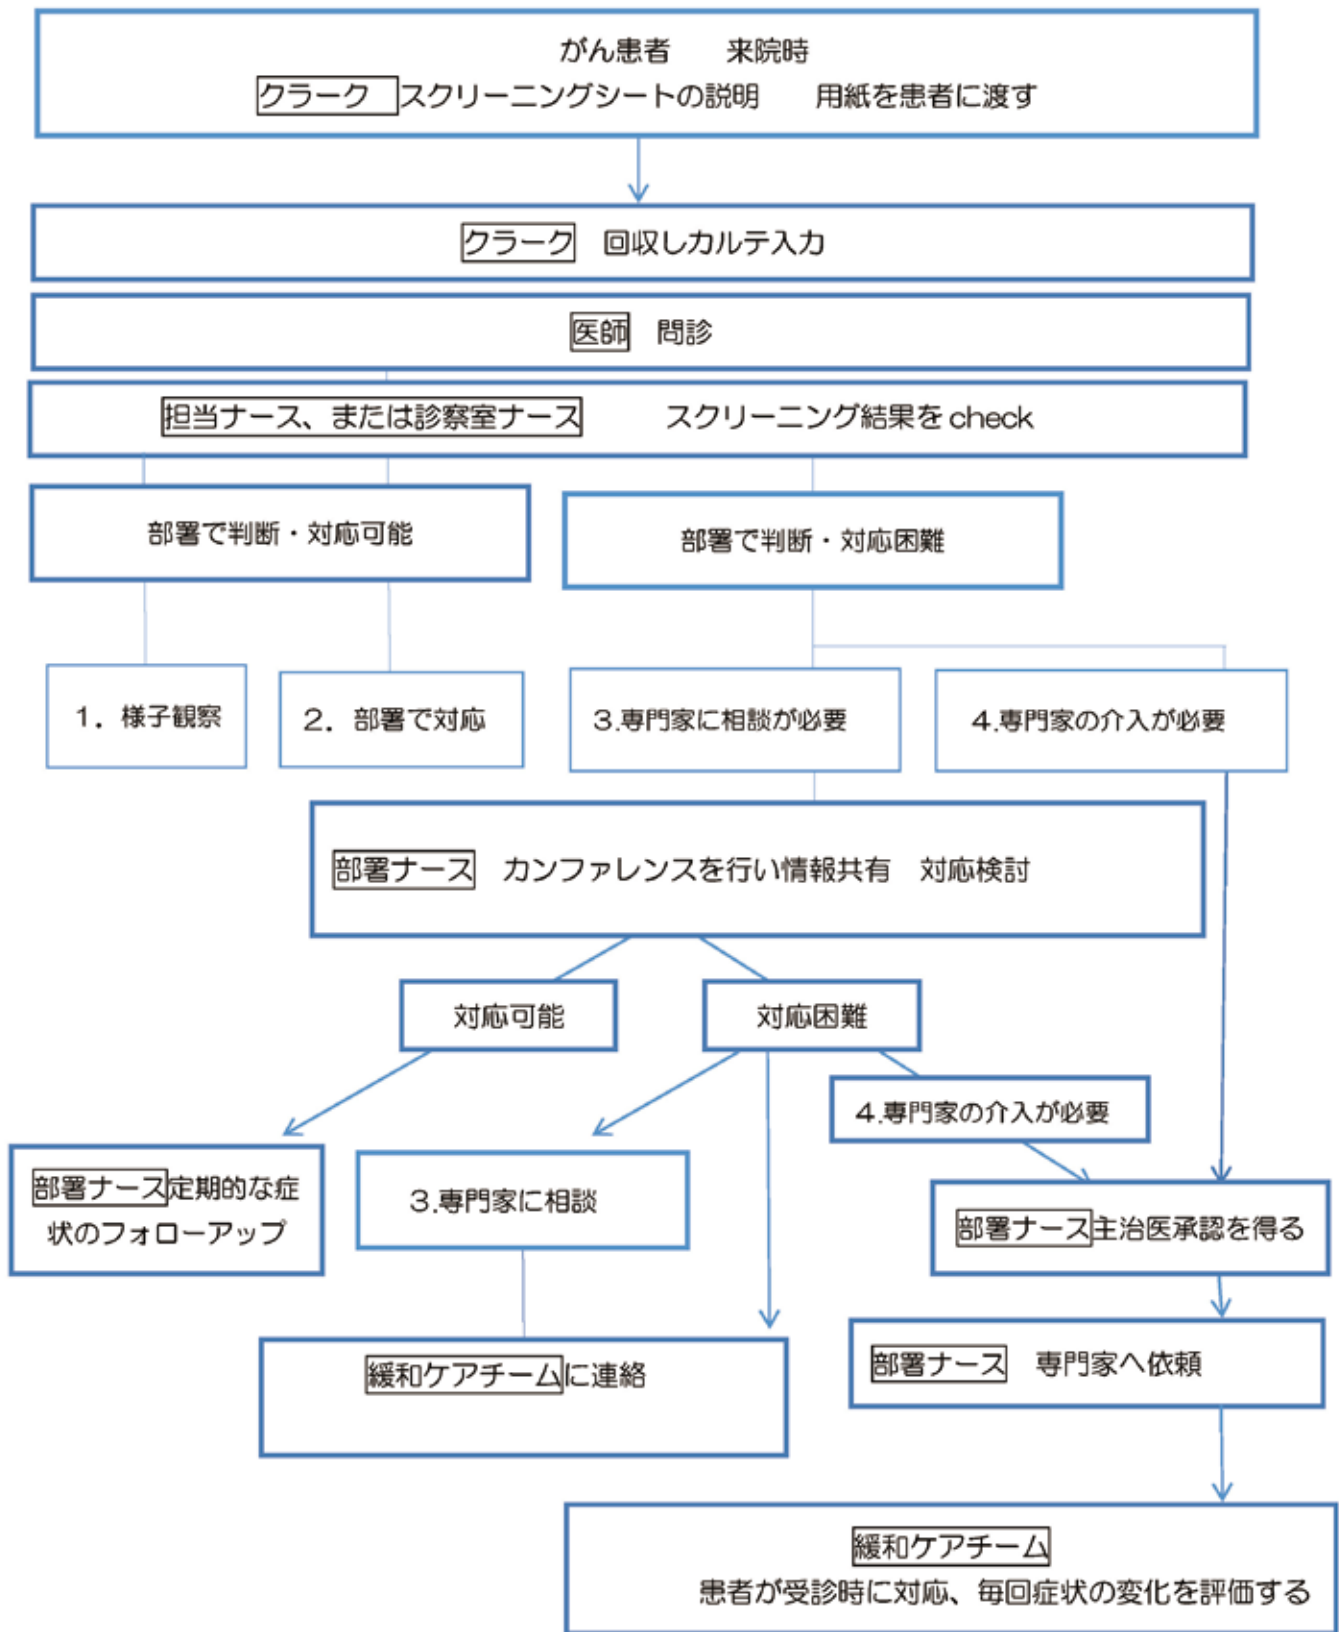 がん患者　　来院時
クラーク　スクリーニングシートの説明　　用紙を患者に渡す
クラーク　回収しカルテ入力
医師　問診
担当ナース、または診察室ナース　　　スクリーニング結果をcheck
部署で判断・対応可能
部署で判断・対応困難
1．様子観察
2．部署で対応
3.専門家に相談が必要
4.専門家の介入が必要
部署ナース　カンファレンスを行い情報共有　対応検討
対応可能
対応困難
4.専門家の介入が必要
部署ナース定期的な症
状のフォローアップ
3.専門家に相談
部署ナース主治医承認を得る
緩和ケアチームに連絡
部署ナース　専門家へ依頼
緩和ケアチーム
患者が受診時に対応、毎回症状の変化を評価する